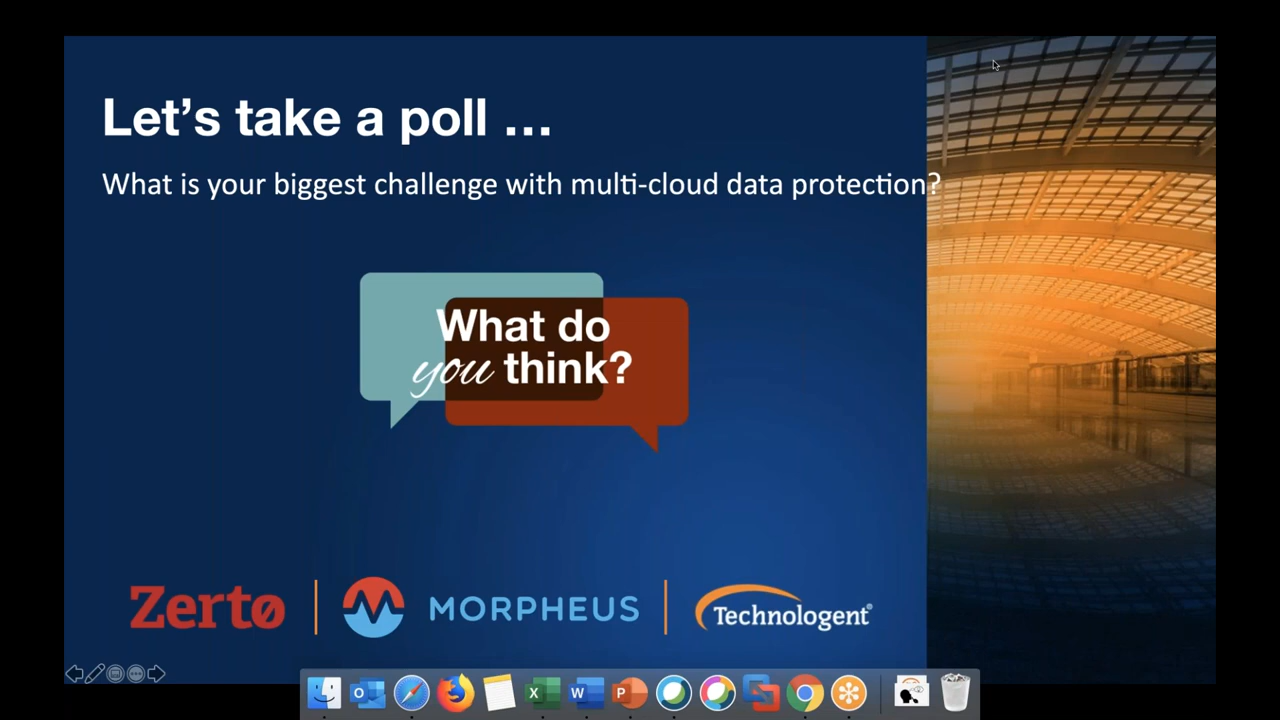 Let's take a poll ...
What is your biggest challenge with multi-cloud data protection?
What do
you think?
Zertø
MORPHEUS
Technologent®